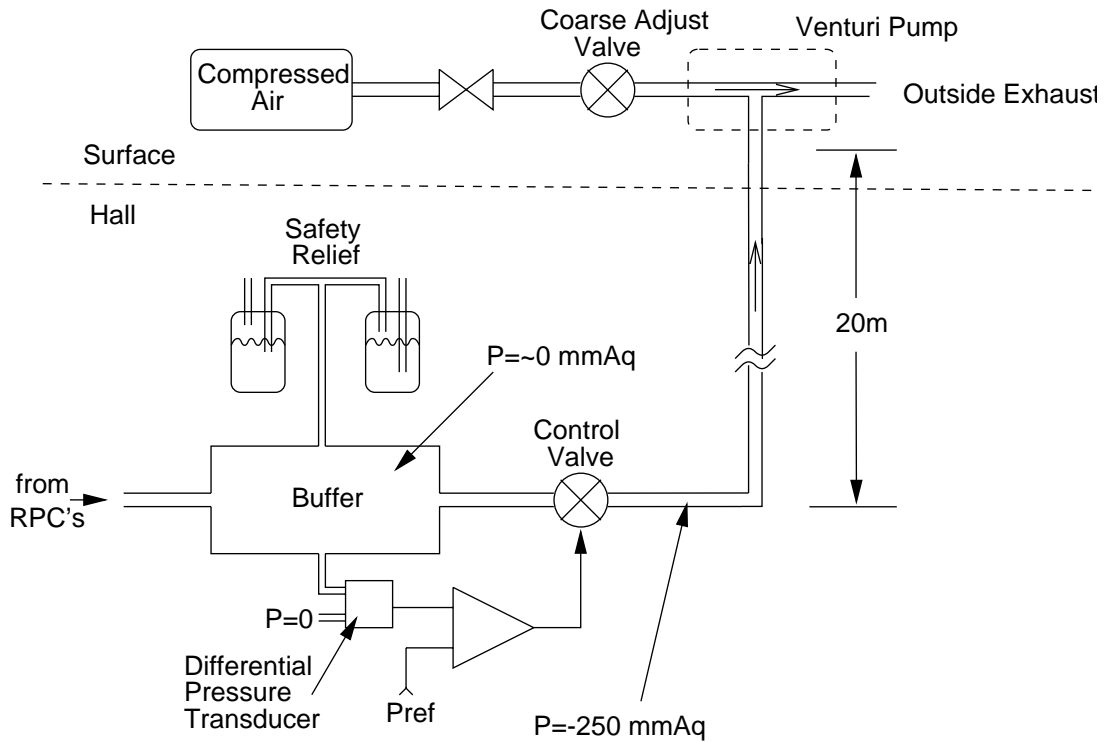 Coarse Adjust
Valve
Venturi Pump
Compressed
Air
Outside Exhaust
Surface
Hall
Safety
Relief
20m
P=~0 mmAq
Control
Valve
from
RPC's
Buffer
P=0
Differential
Pressure
Transducer
Pref
P=-250 mmAq